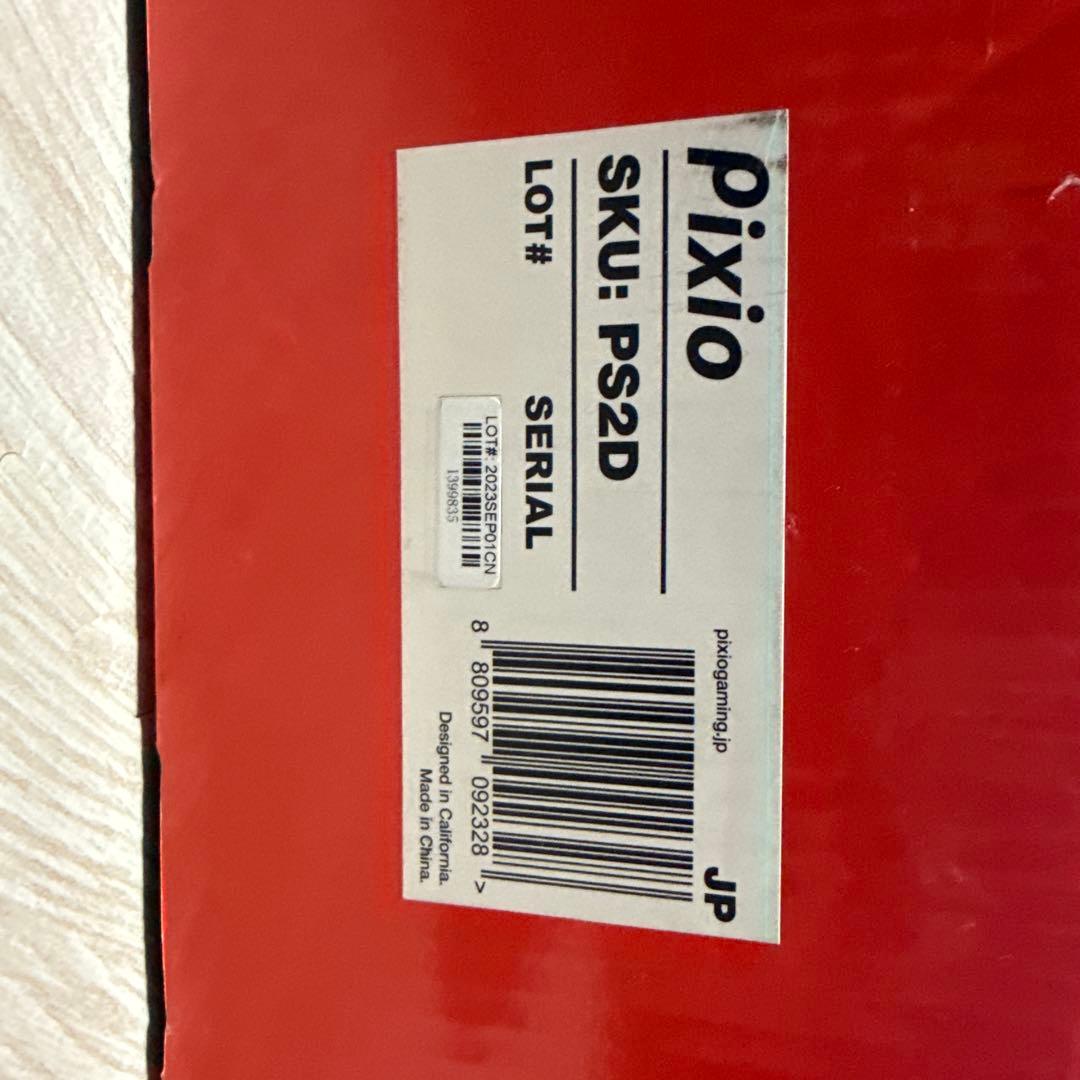 pixio
pixiogaming.jp
JP
SKU: PS2D
LOT#
SERIAL
LOT#: 2023SEP01CN
1399835
8 809597 092328 >
Designed in California.
Made in China.